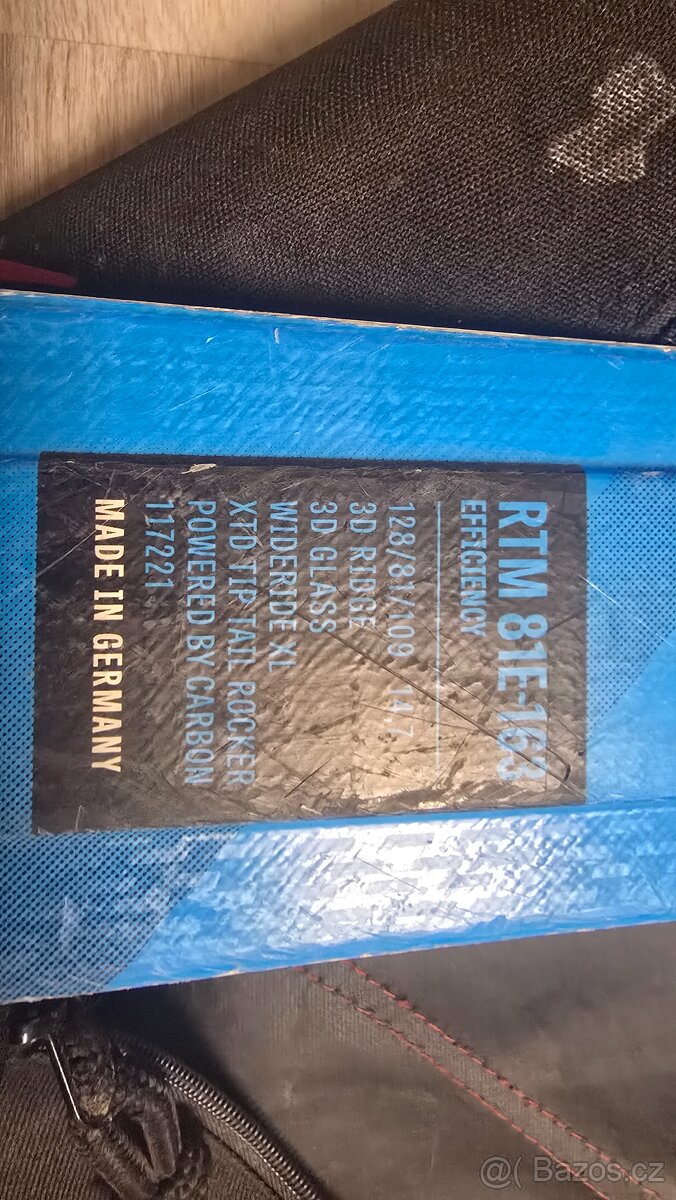 RTM 81E-163
EFFICIENCY
128/81/109 14,7
3D RIDGE
3D GLASS
WIDERIDE XL
XTD TIP TAIL ROCKER
POWERED BY CARBON
117221
MADE IN GERMANY
@( Bazos.cz